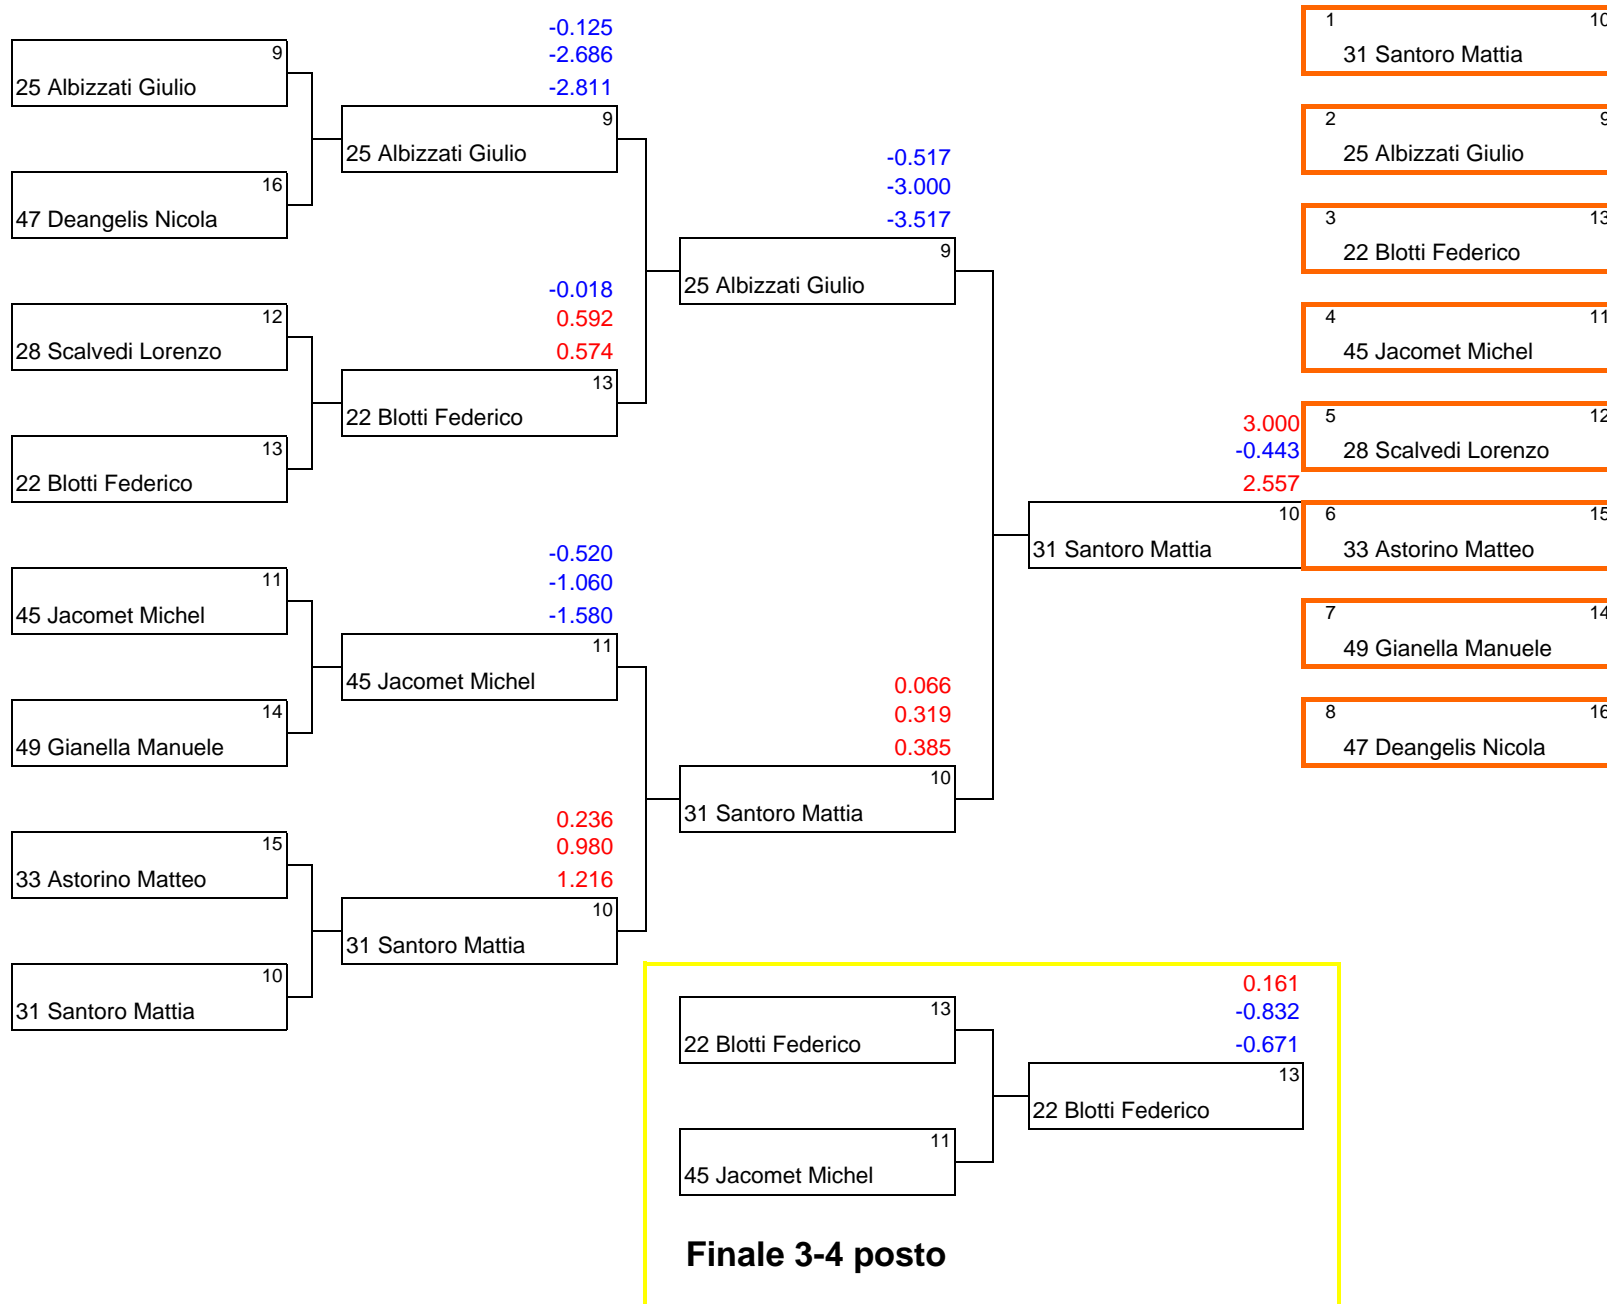 9
25 Albizzati Giulio
16
47 Deangelis Nicola
12
28 Scalvedi Lorenzo
13
22 Blotti Federico
11
45 Jacomet Michel
14
49 Gianella Manuele
15
33 Astorino Matteo
10
31 Santoro Mattia
-0.125
-2.686
-2.811
9
25 Albizzati Giulio
-0.018
0.592
0.574
13
22 Blotti Federico
-0.520
-1.060
-1.580
11
45 Jacomet Michel
0.236
0.980
1.216
10
31 Santoro Mattia
-0.517
-3.000
-3.517
9
25 Albizzati Giulio
0.066
0.319
0.385
10
31 Santoro Mattia
3.000
-0.443
2.557
10
31 Santoro Mattia
13
22 Blotti Federico
11
45 Jacomet Michel
0.161
-0.832
-0.671
13
22 Blotti Federico
Finale 3-4 posto
1 10
31 Santoro Mattia
2 9
25 Albizzati Giulio
3 13
22 Blotti Federico
4 11
45 Jacomet Michel
5 12
28 Scalvedi Lorenzo
6 15
33 Astorino Matteo
7 14
49 Gianella Manuele
8 16
47 Deangelis Nicola